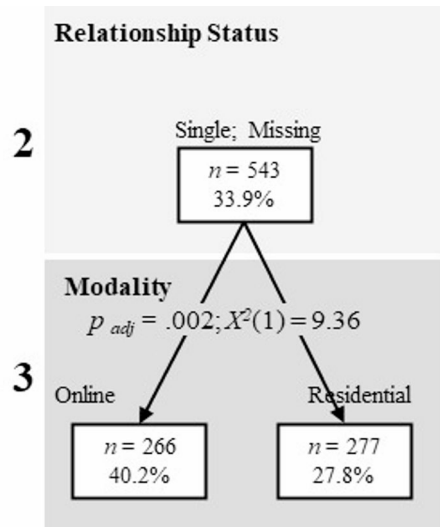 Relationship Status
2
Single; Missing
n = 543
33.9%
Modality
p adj = .002; X²(1) = 9.36
3
Online
Residential
n = 266
40.2%
n = 277
27.8%